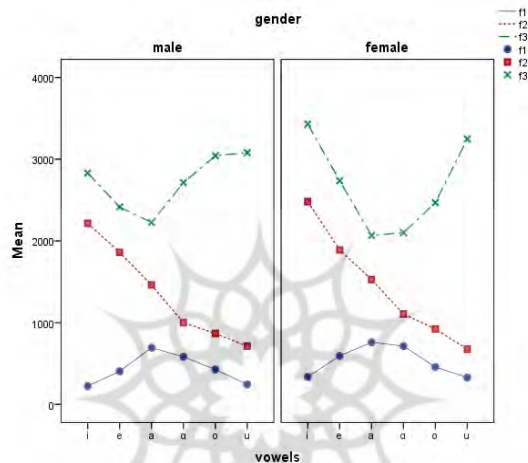 gender
male
female
f1
f2
f3
f1
f2
f3
4000
3000
2000
1000
0
Mean
i e a ɑ o u
i e a ɑ o u
vowels